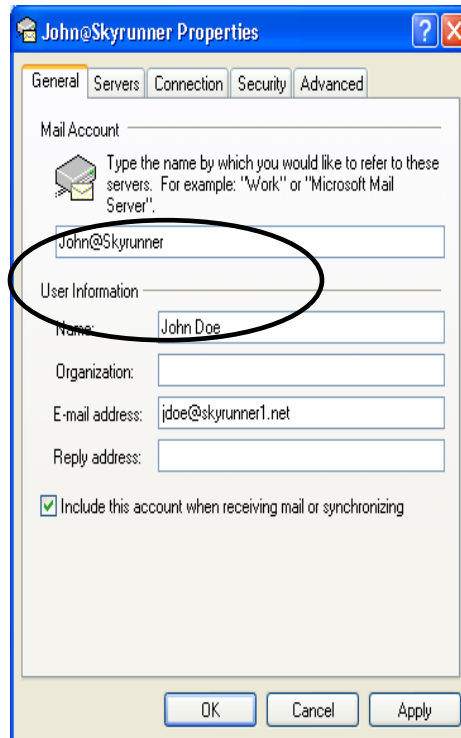 John@Skyrunner Properties
General Servers Connection Security Advanced
Mail Account
Type the name by which you would like to refer to these
servers. For example: "Work" or "Microsoft Mail
Server".
John@Skyrunner
User Information
Name: John Doe
Organization:
E-mail address: jdoe@skyrunner1.net
Reply address:
Include this account when receiving mail or synchronizing
OK Cancel Apply